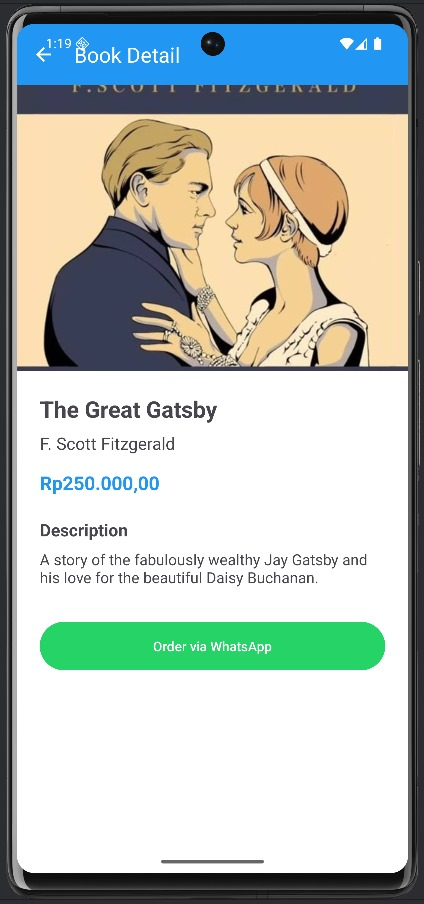 1:19
Book Detail
F. SCOTT FITZGERALD
The Great Gatsby
F. Scott Fitzgerald
Rp250.000,00
Description
A story of the fabulously wealthy Jay Gatsby and
his love for the beautiful Daisy Buchanan.
Order via WhatsApp